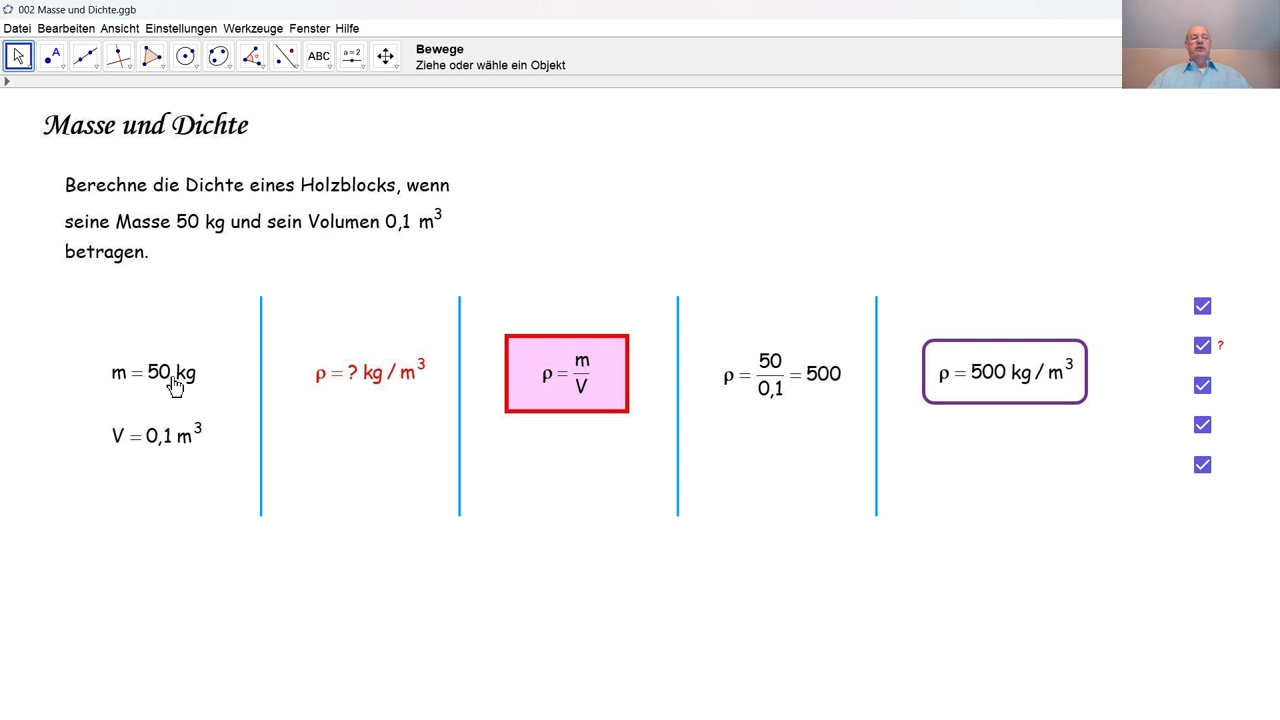 002 Masse und Dichte.ggb
Datei Bearbeiten Ansicht Einstellungen Werkzeuge Fenster Hilfe
A
ABC
a=2
Bewege
Ziehe oder wähle ein Objekt
Masse und Dichte
Berechne die Dichte eines Holzblocks, wenn
seine Masse 50 kg und sein Volumen 0,1 m³
betragen.
m = 50 kg
V = 0,1 m³
ρ = ? kg / m³
ρ = m / V
ρ = 50 / 0,1 = 500
ρ = 500 kg / m³
?